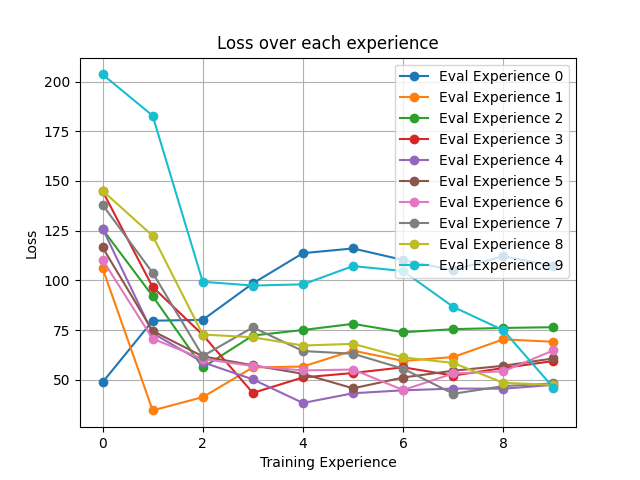 Loss over each experience
Loss
200
175
150
125
100
75
50
0
2
4
6
8
Training Experience
Eval Experience 0
Eval Experience 1
Eval Experience 2
Eval Experience 3
Eval Experience 4
Eval Experience 5
Eval Experience 6
Eval Experience 7
Eval Experience 8
Eval Experience 9